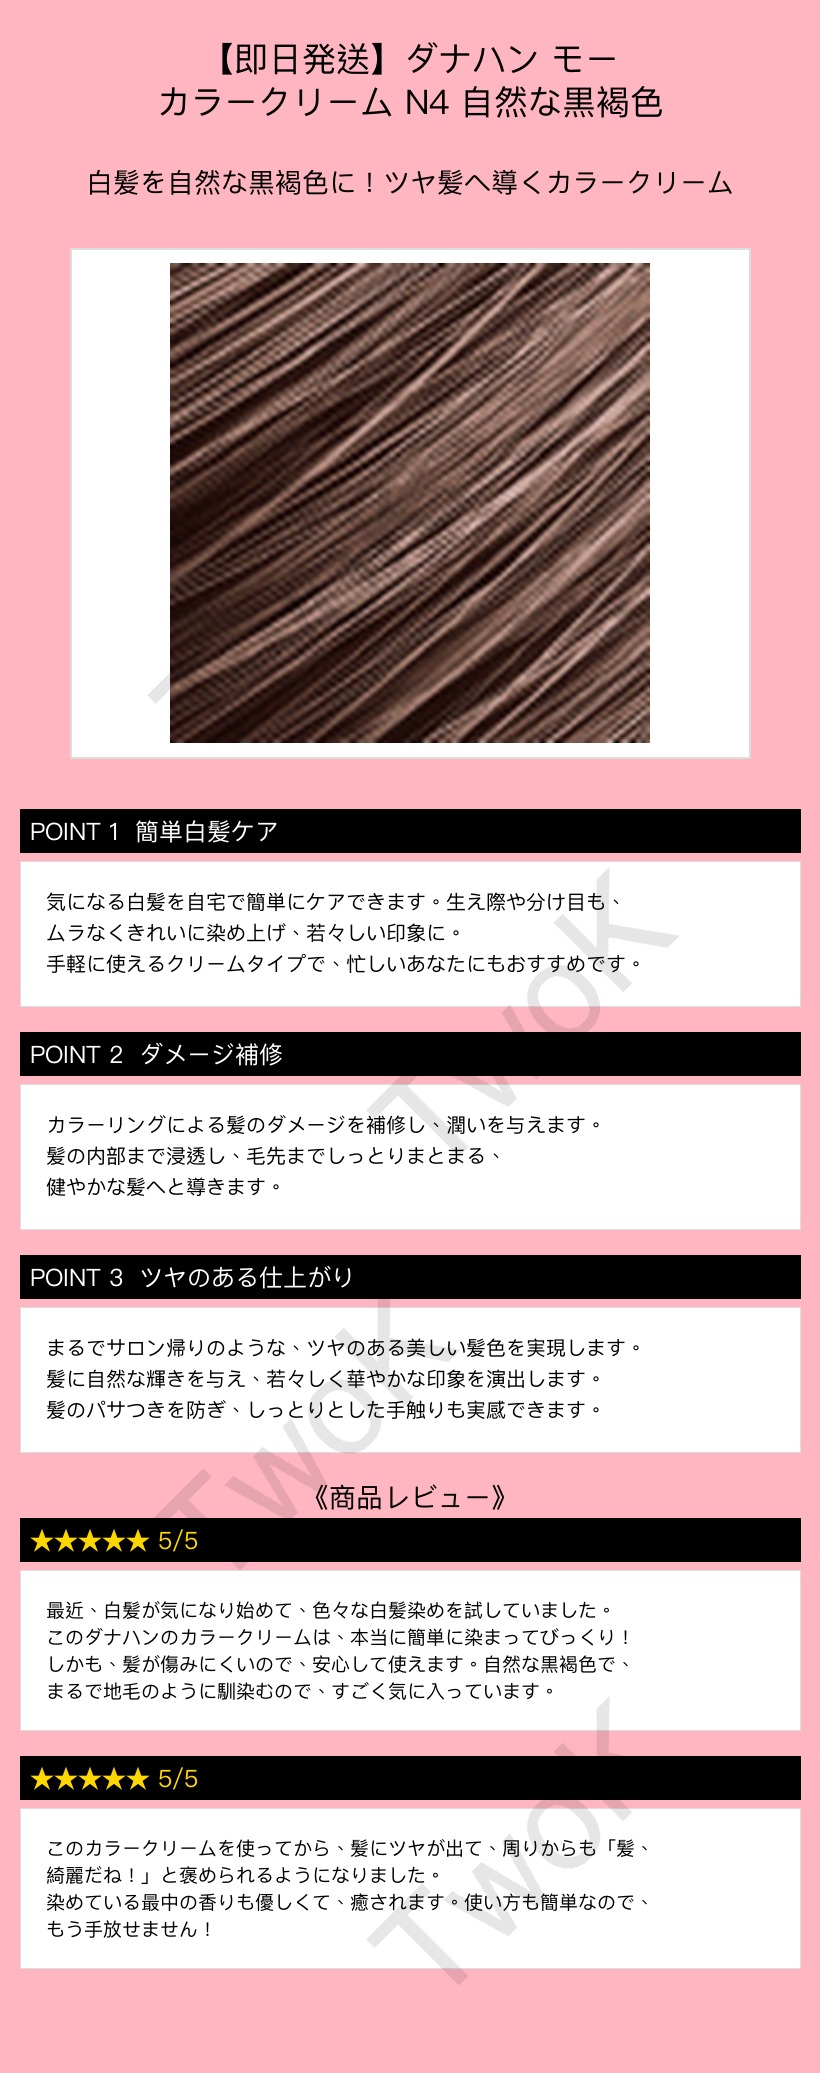 【即日発送】ダナハン モー
カラークリーム N4 自然な黒褐色
白髪を自然な黒褐色に！ツヤ髪へ導くカラークリーム
POINT 1 簡単白髪ケア
気になる白髪を自宅で簡単にケアできます。生え際や分け目も、
ムラなくきれいに染め上げ、若々しい印象に。
手軽に使えるクリームタイプで、忙しいあなたにもおすすめです。
POINT 2 ダメージ補修
カラーリングによる髪のダメージを補修し、潤いを与えます。
髪の内部まで浸透し、毛先までしっとりまとまる、
健やかな髪へと導きます。
POINT 3 ツヤのある仕上がり
まるでサロン帰りのような、ツヤのある美しい髪色を実現します。
髪に自然な輝きを与え、若々しく華やかな印象を演出します。
髪のパサつきを防ぎ、しっとりとした手触りも実感できます。
《商品レビュー》
★★★★★ 5/5
最近、白髪が気になり始めて、色々な白髪染めを試していました。
このダナハンのカラークリームは、本当に簡単に染まってびっくり！
しかも、髪が傷みにくいので、安心して使えます。自然な黒褐色で、
まるで地毛のように馴染むので、すごく気に入っています。
★★★★★ 5/5
このカラークリームを使ってから、髪にツヤが出て、周りからも「髪、
綺麗だね！」と褒められるようになりました。
染めている最中の香りも優しくて、癒されます。使い方も簡単なので、
もう手放せません！
TwoK
TwoK
TwoK